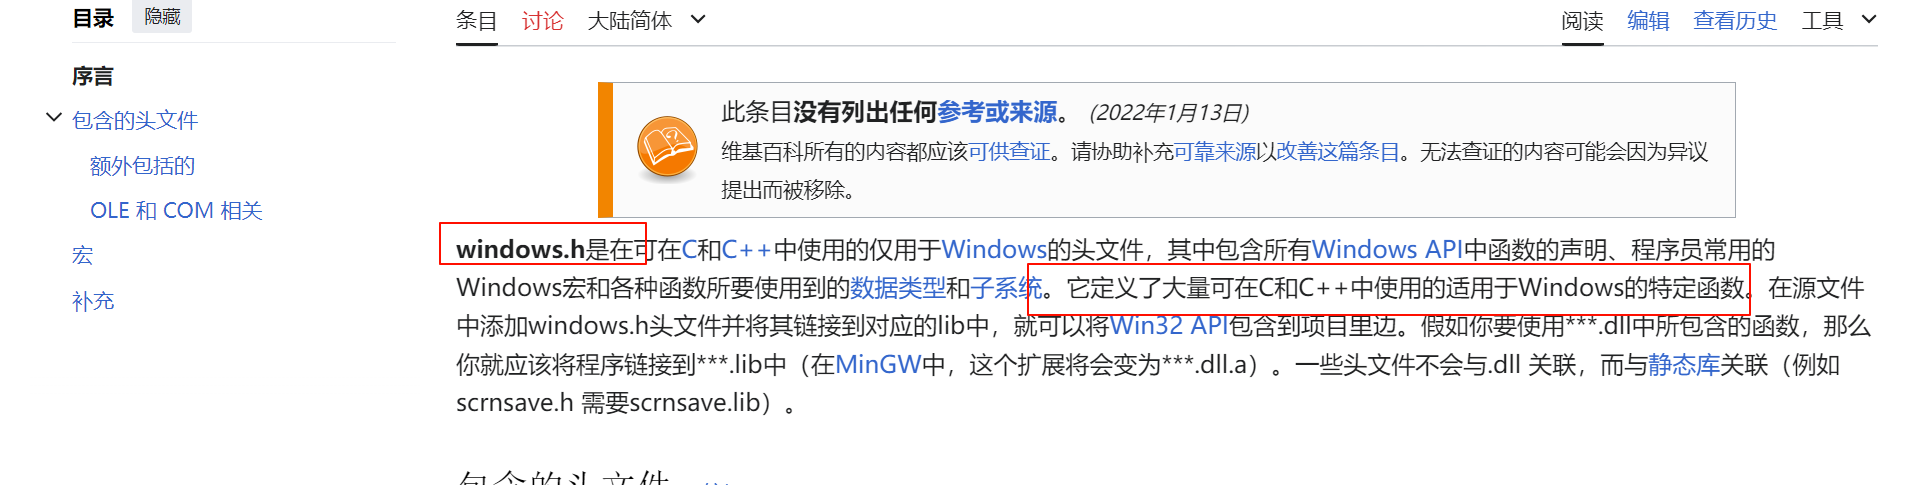 目录 隐藏
条目 讨论 大陆简体
阅读 编辑 查看历史 工具
序言
包含的头文件
额外包括的
OLE 和 COM 相关
宏
补充
此条目没有列出任何参考或来源。 (2022年1月13日)
维基百科所有的内容都应该可供查证。请协助补充可靠来源以改善这篇条目。无法查证的内容可能会因为异议
提出而被移除。
windows.h是在可在C和C++中使用的仅用于Windows的头文件，其中包含所有Windows API中函数的声明、程序员常用的
Windows宏和各种函数所要使用到的数据类型和子系统。它定义了大量可在C和C++中使用的适用于Windows的特定函数。在源文件
中添加windows.h头文件并将其链接到对应的lib中，就可以将Win32 API包含到项目里边。假如你要使用***.dll中所包含的函数，那么
你就应该将程序链接到***.lib中（在MinGW中，这个扩展将会变为***.dll.a）。一些头文件不会与.dll 关联，而与静态库关联（例如
scrnsave.h 需要scrnsave.lib）。
包含的头文件